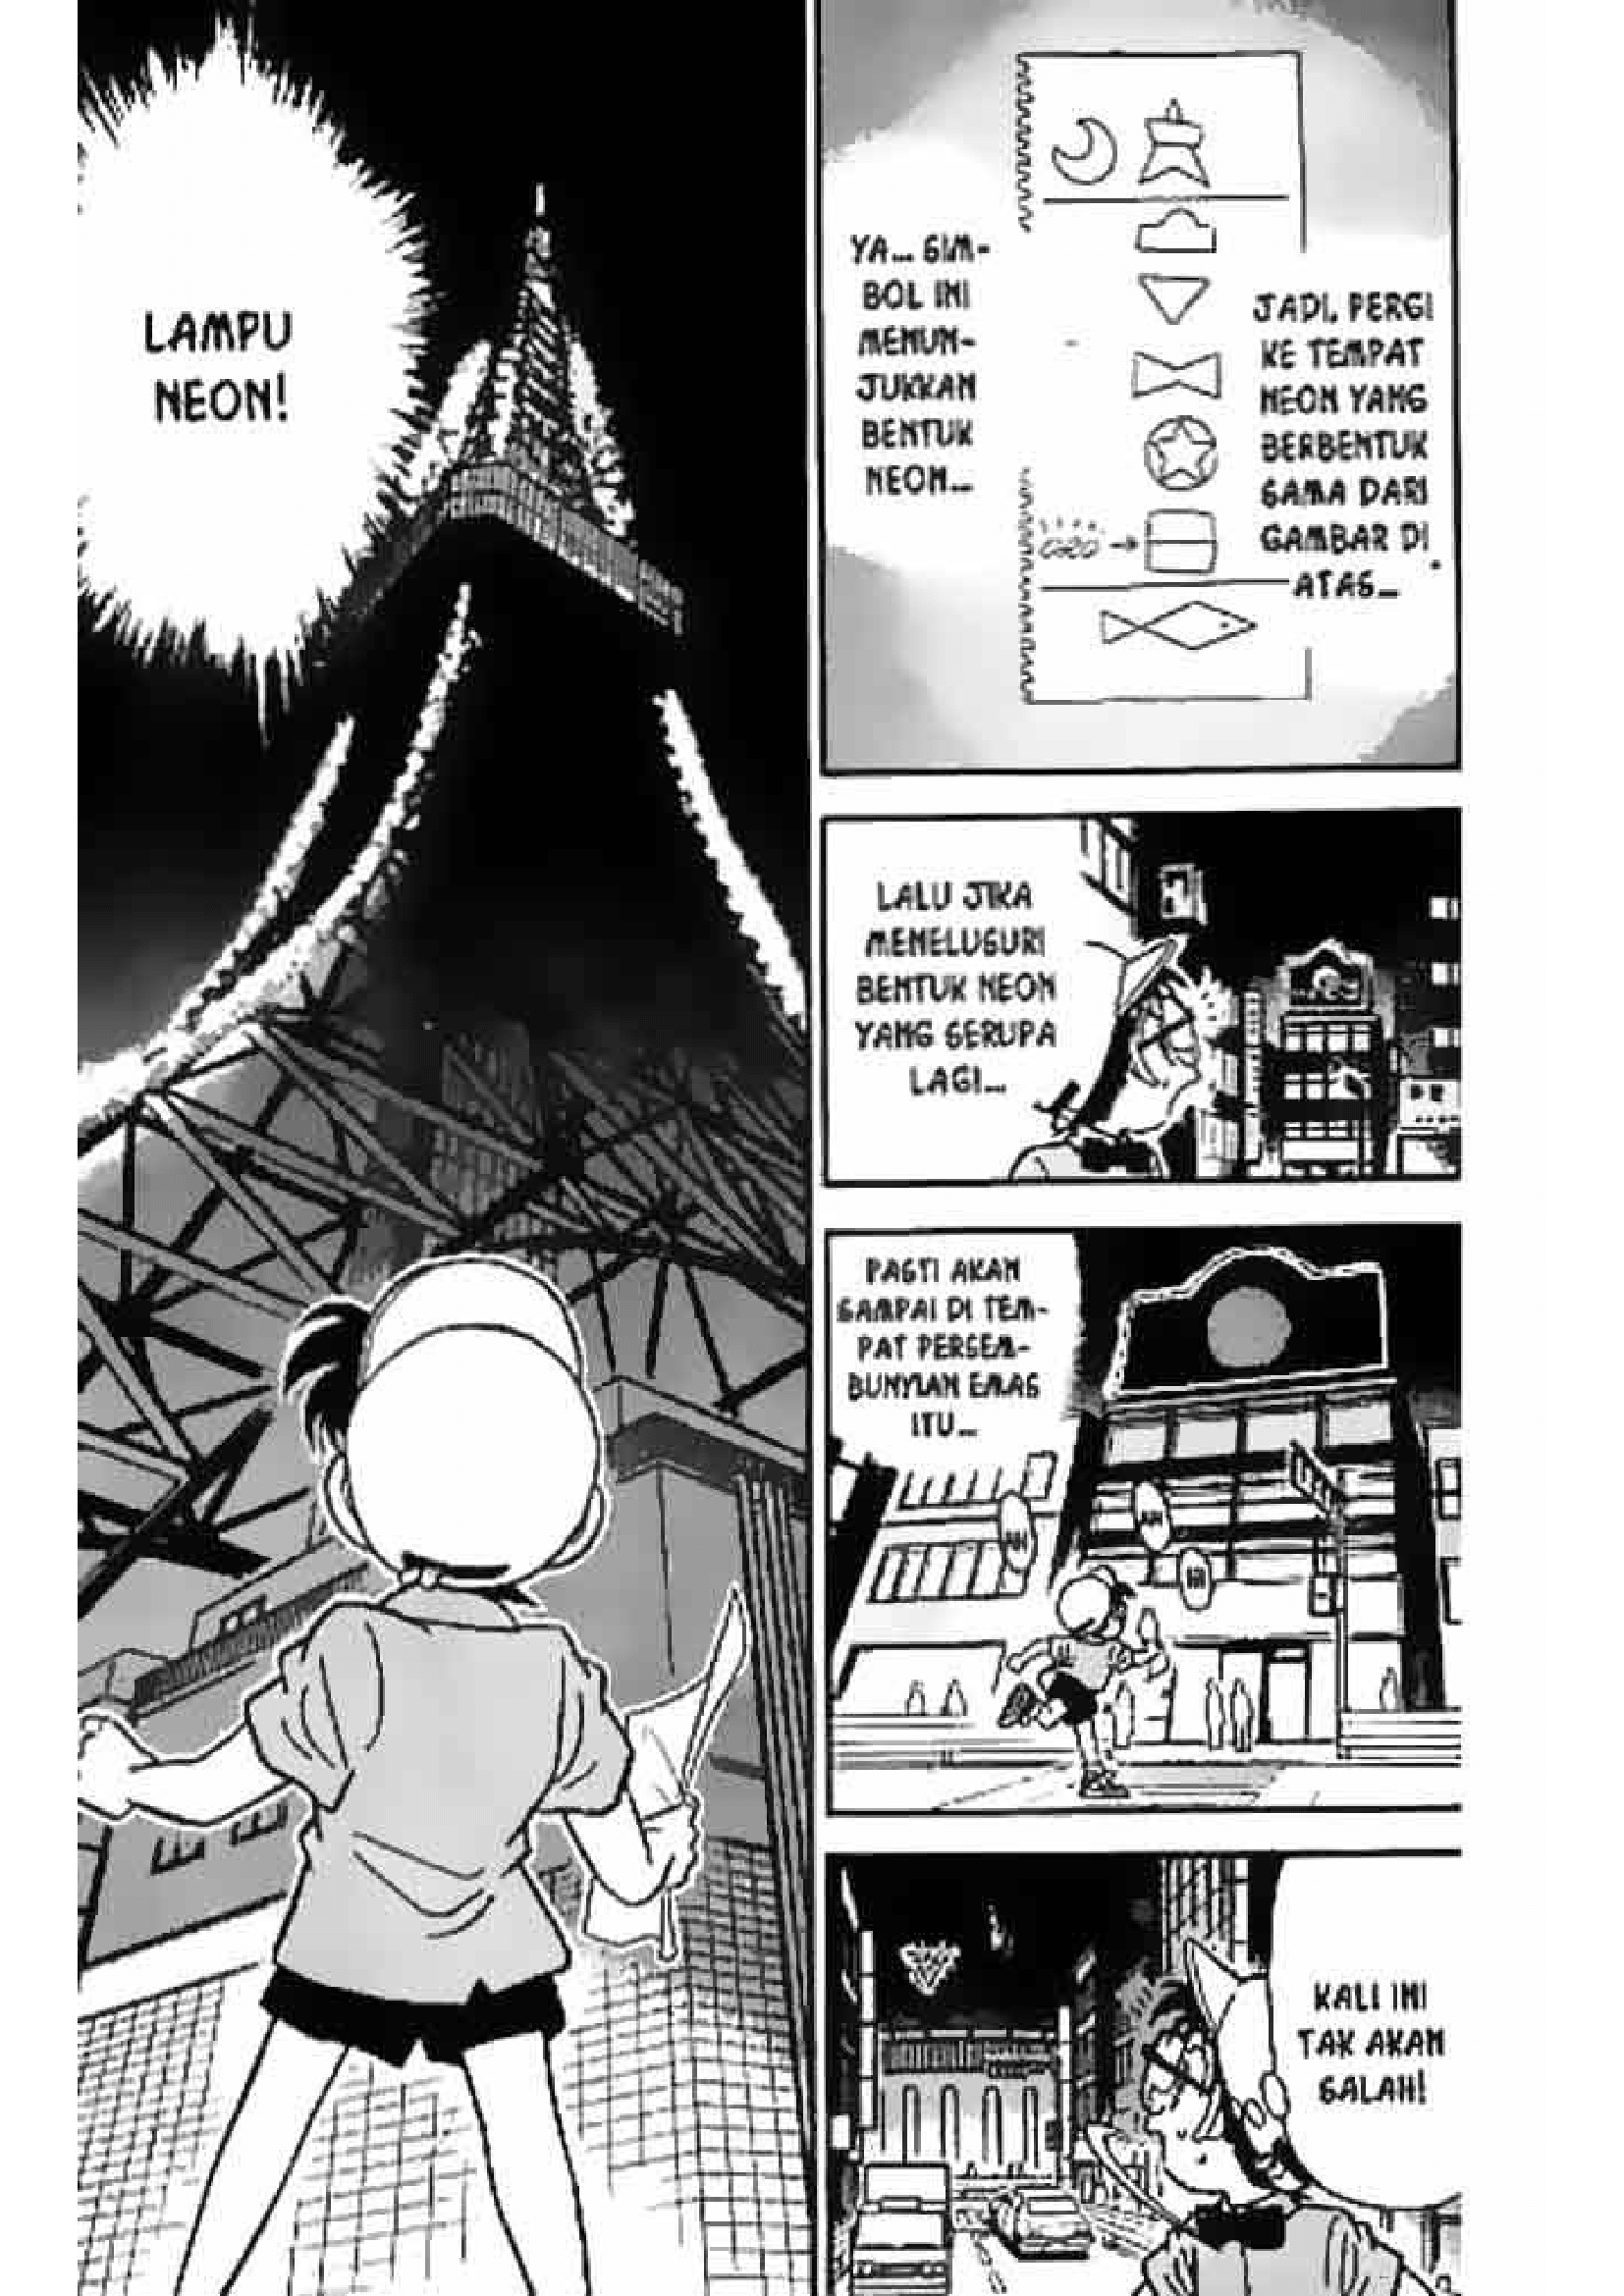 YA... SIM-
BOL INI
MENUN-
JUKKAN
BENTUK
NEON...
JADI, PERGI
KE TEMPAT
NEON YANG
BERBENTUK
SAMA DARI
GAMBAR DI
ATAS...
ORO
LALU JIKA
MENELUSURI
BENTUK NEON
YANG SERUPA
LAGI...
PASTI AKAN
SAMPAI DI TEM-
PAT PERSEM-
BUNYIAN EMAS
ITU...
KALI INI
TAK AKAN
SALAH!
LAMPU
NEON!